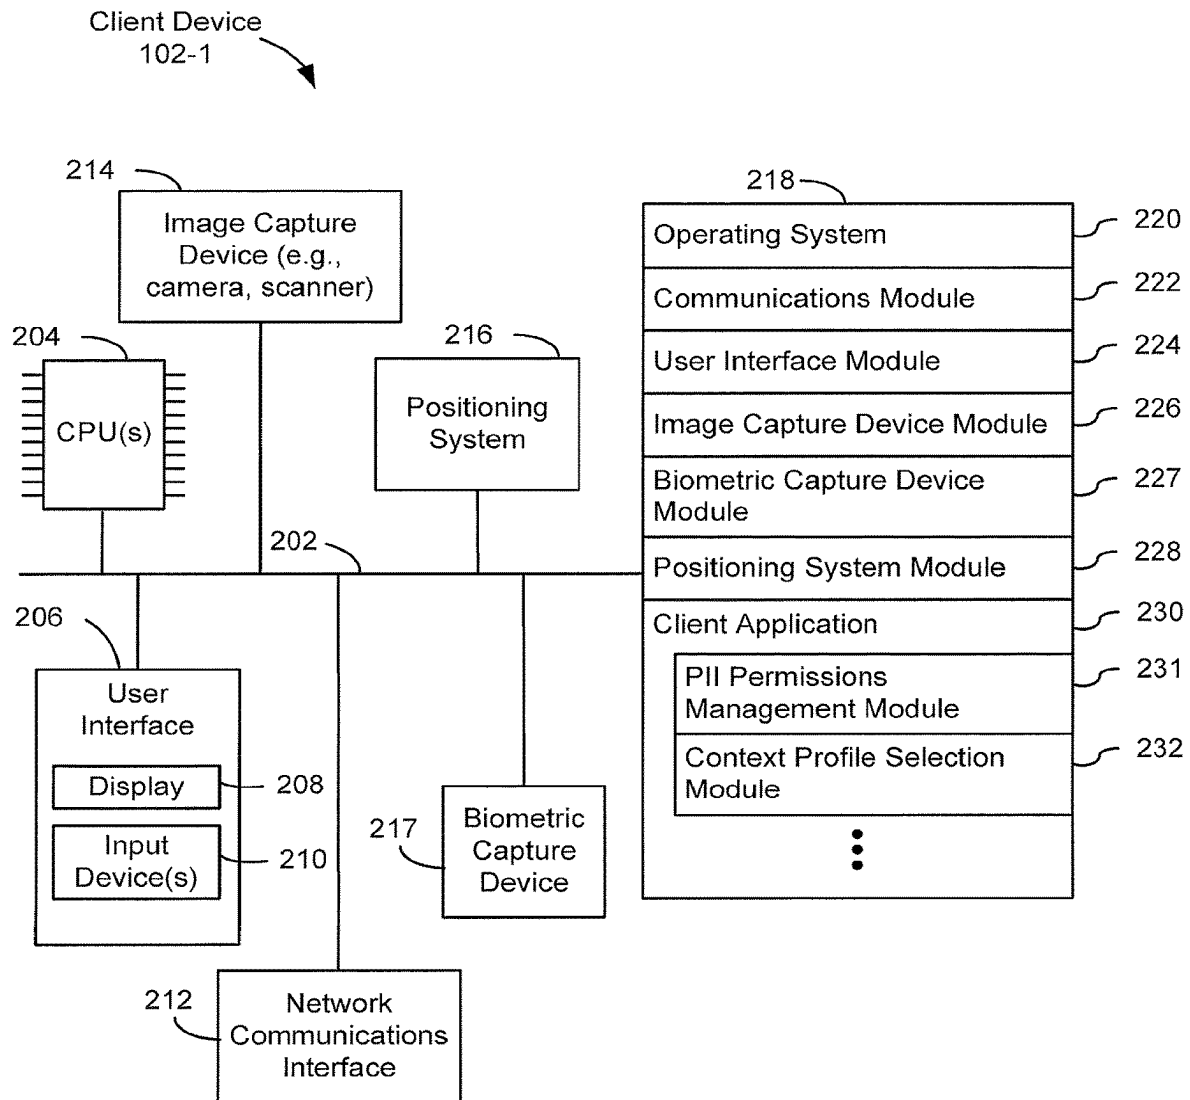 Client Device
102-1
214
Image Capture
Device (e.g.,
camera, scanner)
204
CPU(s)
216
Positioning
System
202
206
User
Interface
Display
208
Input
Device(s)
210
217
Biometric
Capture
Device
212
Network
Communications
Interface
218
Operating System
220
Communications Module
222
User Interface Module
224
Image Capture Device Module
226
Biometric Capture Device
Module
227
Positioning System Module
228
Client Application
230
PII Permissions
Management Module
231
Context Profile Selection
Module
232